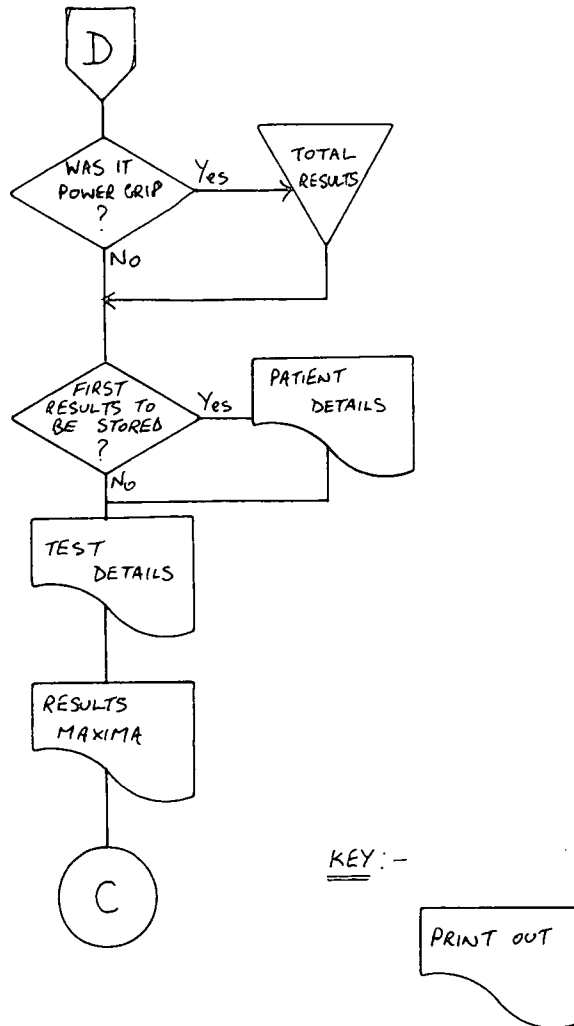 D
WAS IT
POWER GRIP
?
Yes
TOTAL
RESULTS
No
FIRST
RESULTS TO
BE STORED
?
Yes
PATIENT
DETAILS
No
TEST
DETAILS
RESULTS
MAXIMA
C
KEY:-
PRINT OUT